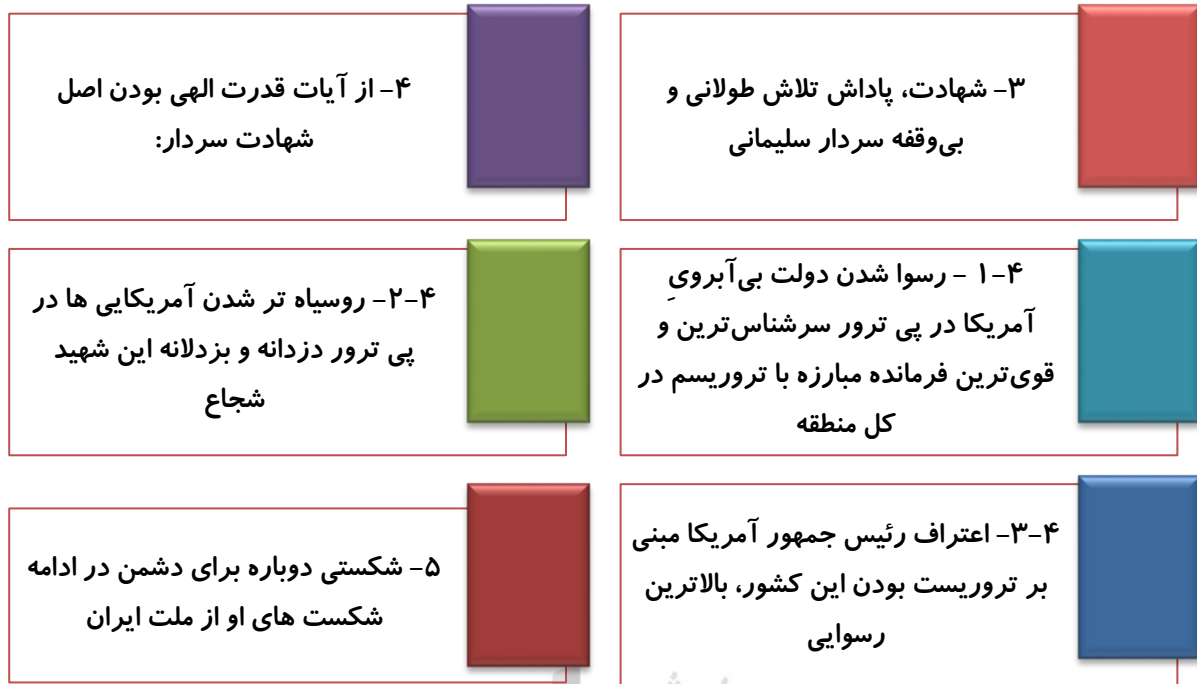 ۳- شهادت، پاداش تلاش طولانی و
بی‌وقفه سردار سلیمانی
۴- از آیات قدرت الهی بودن اصل
شهادت سردار:
۴-۱ - رسوا شدن دولت بی‌آبرویِ
آمریکا در پی ترور سرشناس‌ترین و
قوی‌ترین فرمانده مبارزه با تروریسم در
کل منطقه
۴-۲- روسیاه تر شدن آمریکایی ها در
پی ترور دزدانه و بزدلانه این شهید
شجاع
۴-۳- اعتراف رئیس جمهور آمریکا مبنی
بر تروریست بودن این کشور، بالاترین
رسوایی
۵- شکستی دوباره برای دشمن در ادامه
شکست های او از ملت ایران